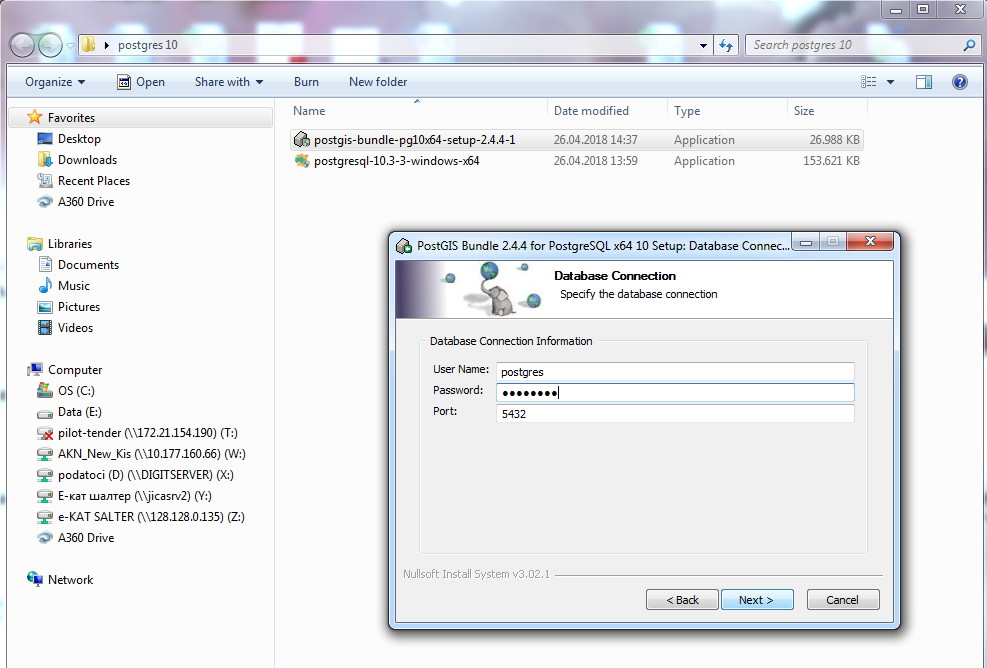 postgres 10
Search postgres 10
Organize
Open
Share with
Burn
New folder
Name
Date modified
Type
Size
Favorites
Desktop
Downloads
Recent Places
A360 Drive
Libraries
Documents
Music
Pictures
Videos
Computer
OS (C:)
Data (E:)
pilot-tender (\\172.21.154.190) (T:)
AKN_New_Kis (\\10.177.160.66) (W:)
podatoci (D) (\\DIGITSERVER) (X:)
Е-кат шалтер (\\jicasrv2) (Y:)
e-KAT SALTER (\\128.128.0.135) (Z:)
A360 Drive
Network
postgis-bundle-pg10x64-setup-2.4.4-1 26.04.2018 14:37 Application 26.988 KB
postgresql-10.3-3-windows-x64 26.04.2018 13:59 Application 153.621 KB
PostGIS Bundle 2.4.4 for PostgreSQL x64 10 Setup: Database Connec...
Database Connection
Specify the database connection
Database Connection Information
User Name: postgres
Password: ●●●●●●●●
Port: 5432
Nullsoft Install System v3.02.1
< Back
Next >
Cancel